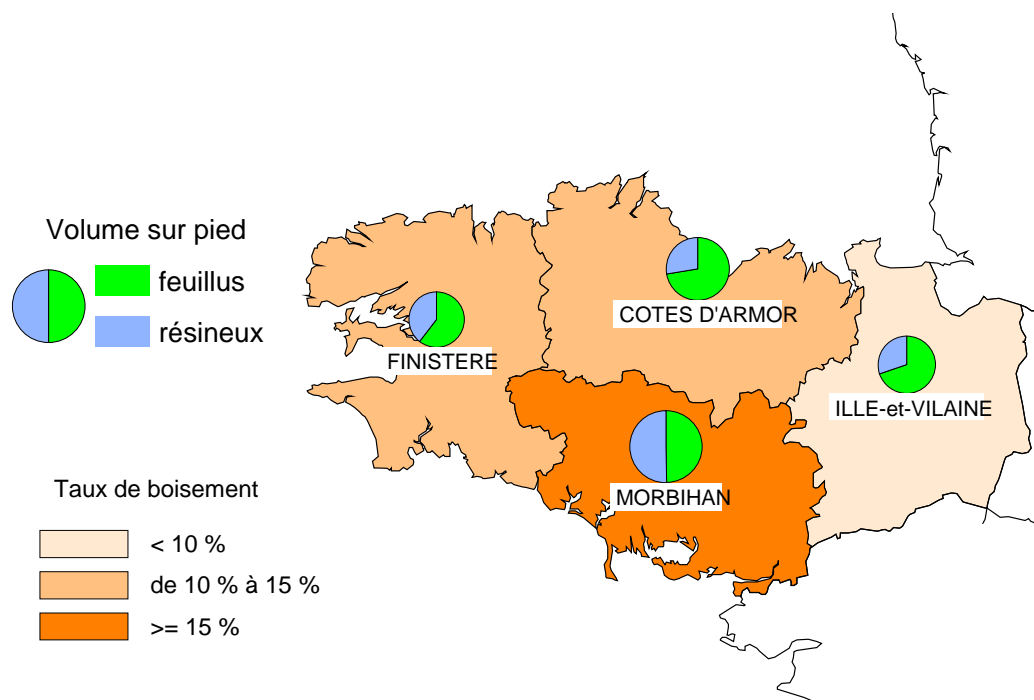 Volume sur pied
feuillus
résineux
COTES D'ARMOR
FINISTERE
ILLE-et-VILAINE
MORBIHAN
Taux de boisement
< 10 %
de 10 % à 15 %
>= 15 %